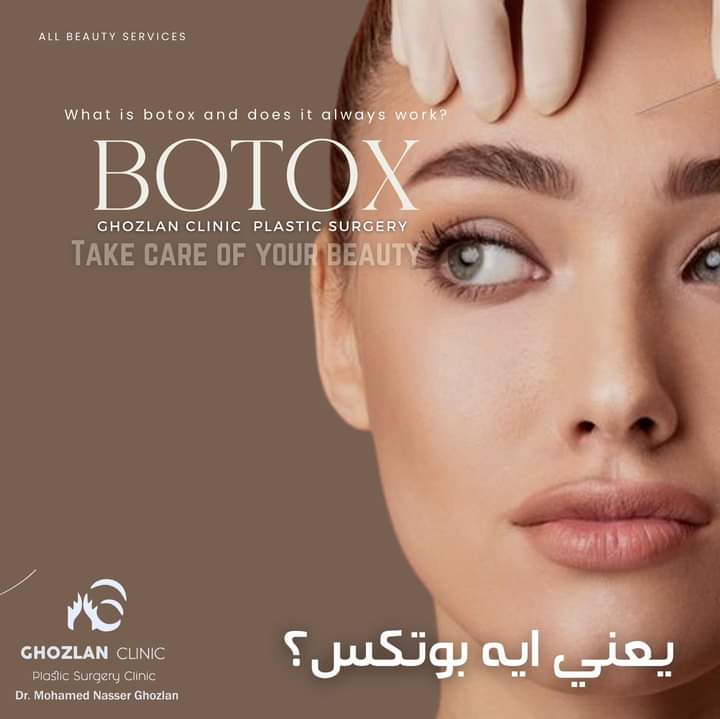 ALL BEAUTY SERVICES
What is botox and does it always work?
BOTOX
GHOZLAN CLINIC PLASTIC SURGERY
TAKE CARE OF YOUR BEAUTY
GHOZLAN CLINIC
Plastic Surgery Clinic
Dr. Mohamed Nasser Ghozlan
يعني ايه بوتكس؟